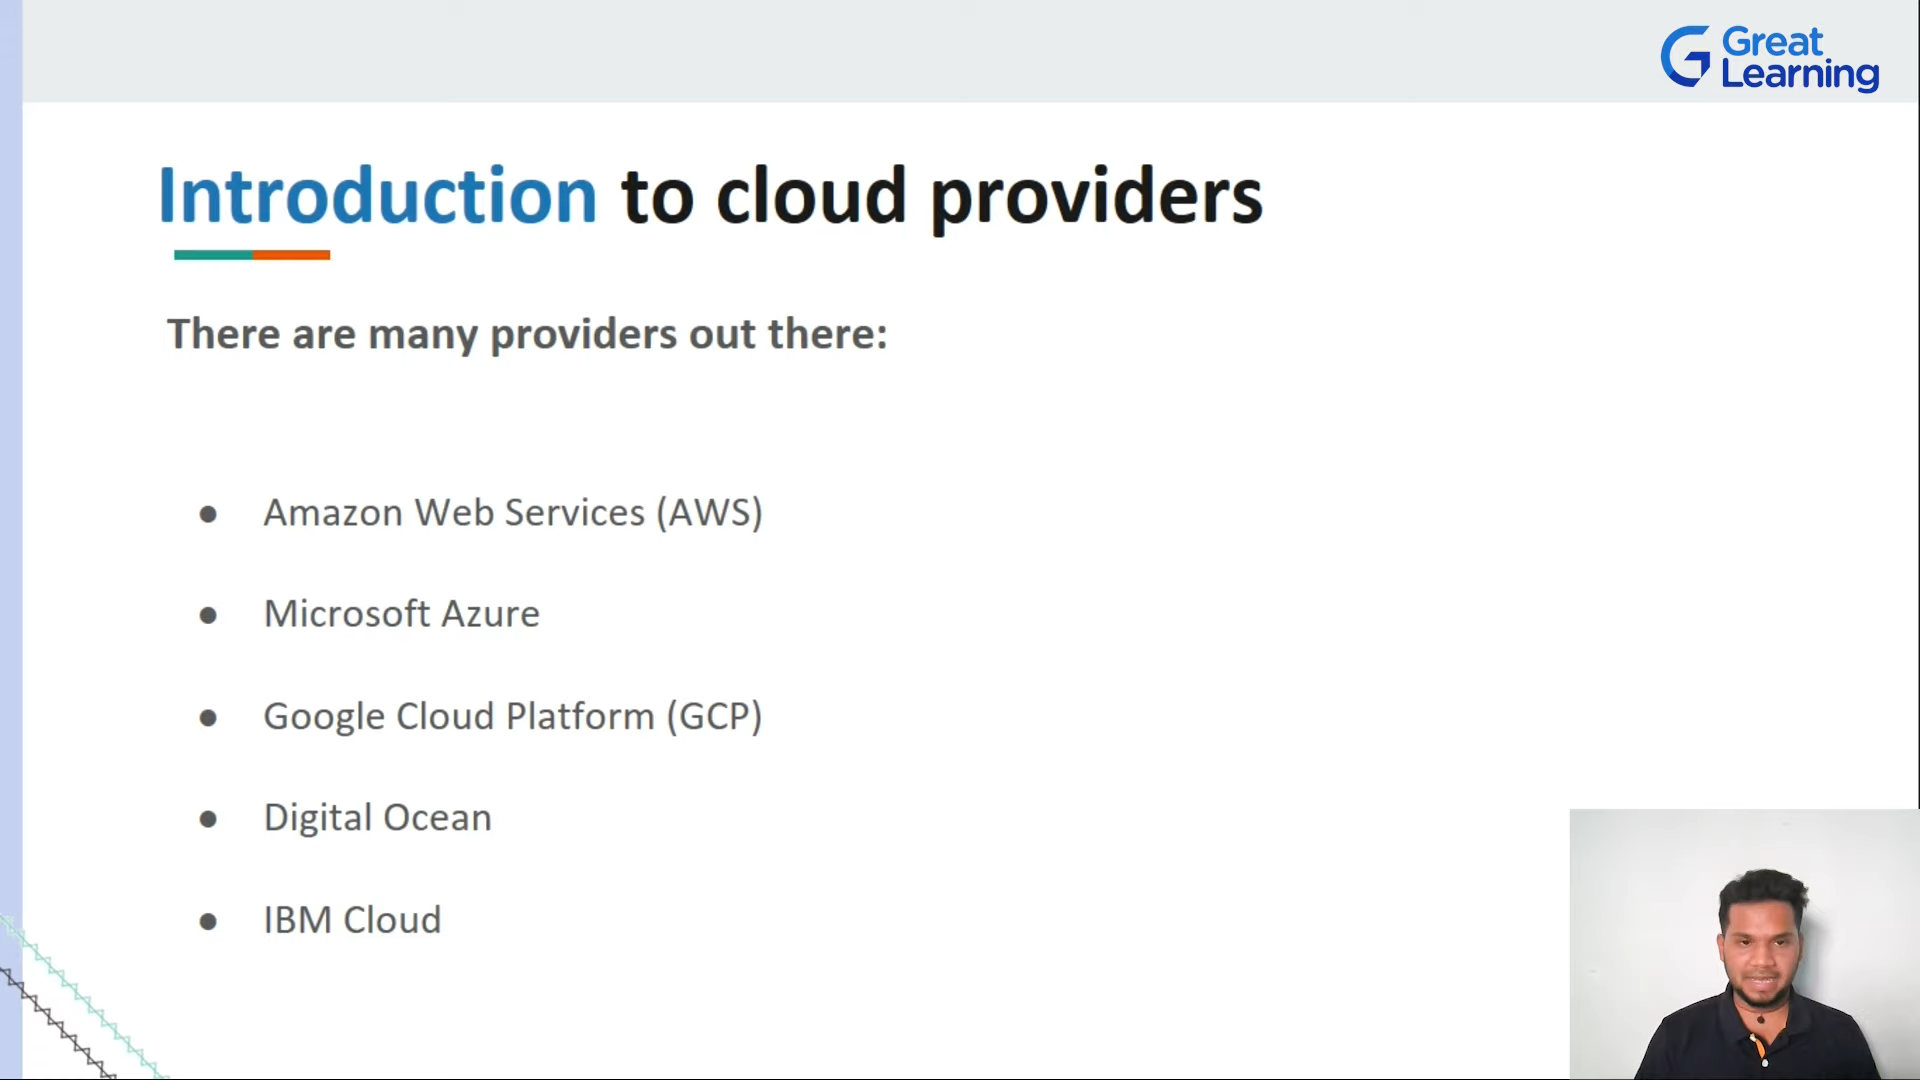 Great
Learning
Introduction to cloud providers
There are many providers out there:
● Amazon Web Services (AWS)
● Microsoft Azure
● Google Cloud Platform (GCP)
● Digital Ocean
● IBM Cloud